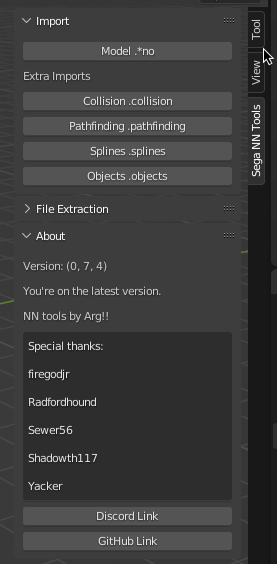 Import
Model .*no
Extra Imports
Collision .collision
Pathfinding .pathfinding
Splines .splines
Objects .objects
File Extraction
About
Version: (0, 7, 4)
You're on the latest version.
NN tools by Arg!!
Special thanks:
firegodjr
Radfordhound
Sewer56
Shadowth117
Yacker
Discord Link
GitHub Link
Tool
View
Sega NN Tools